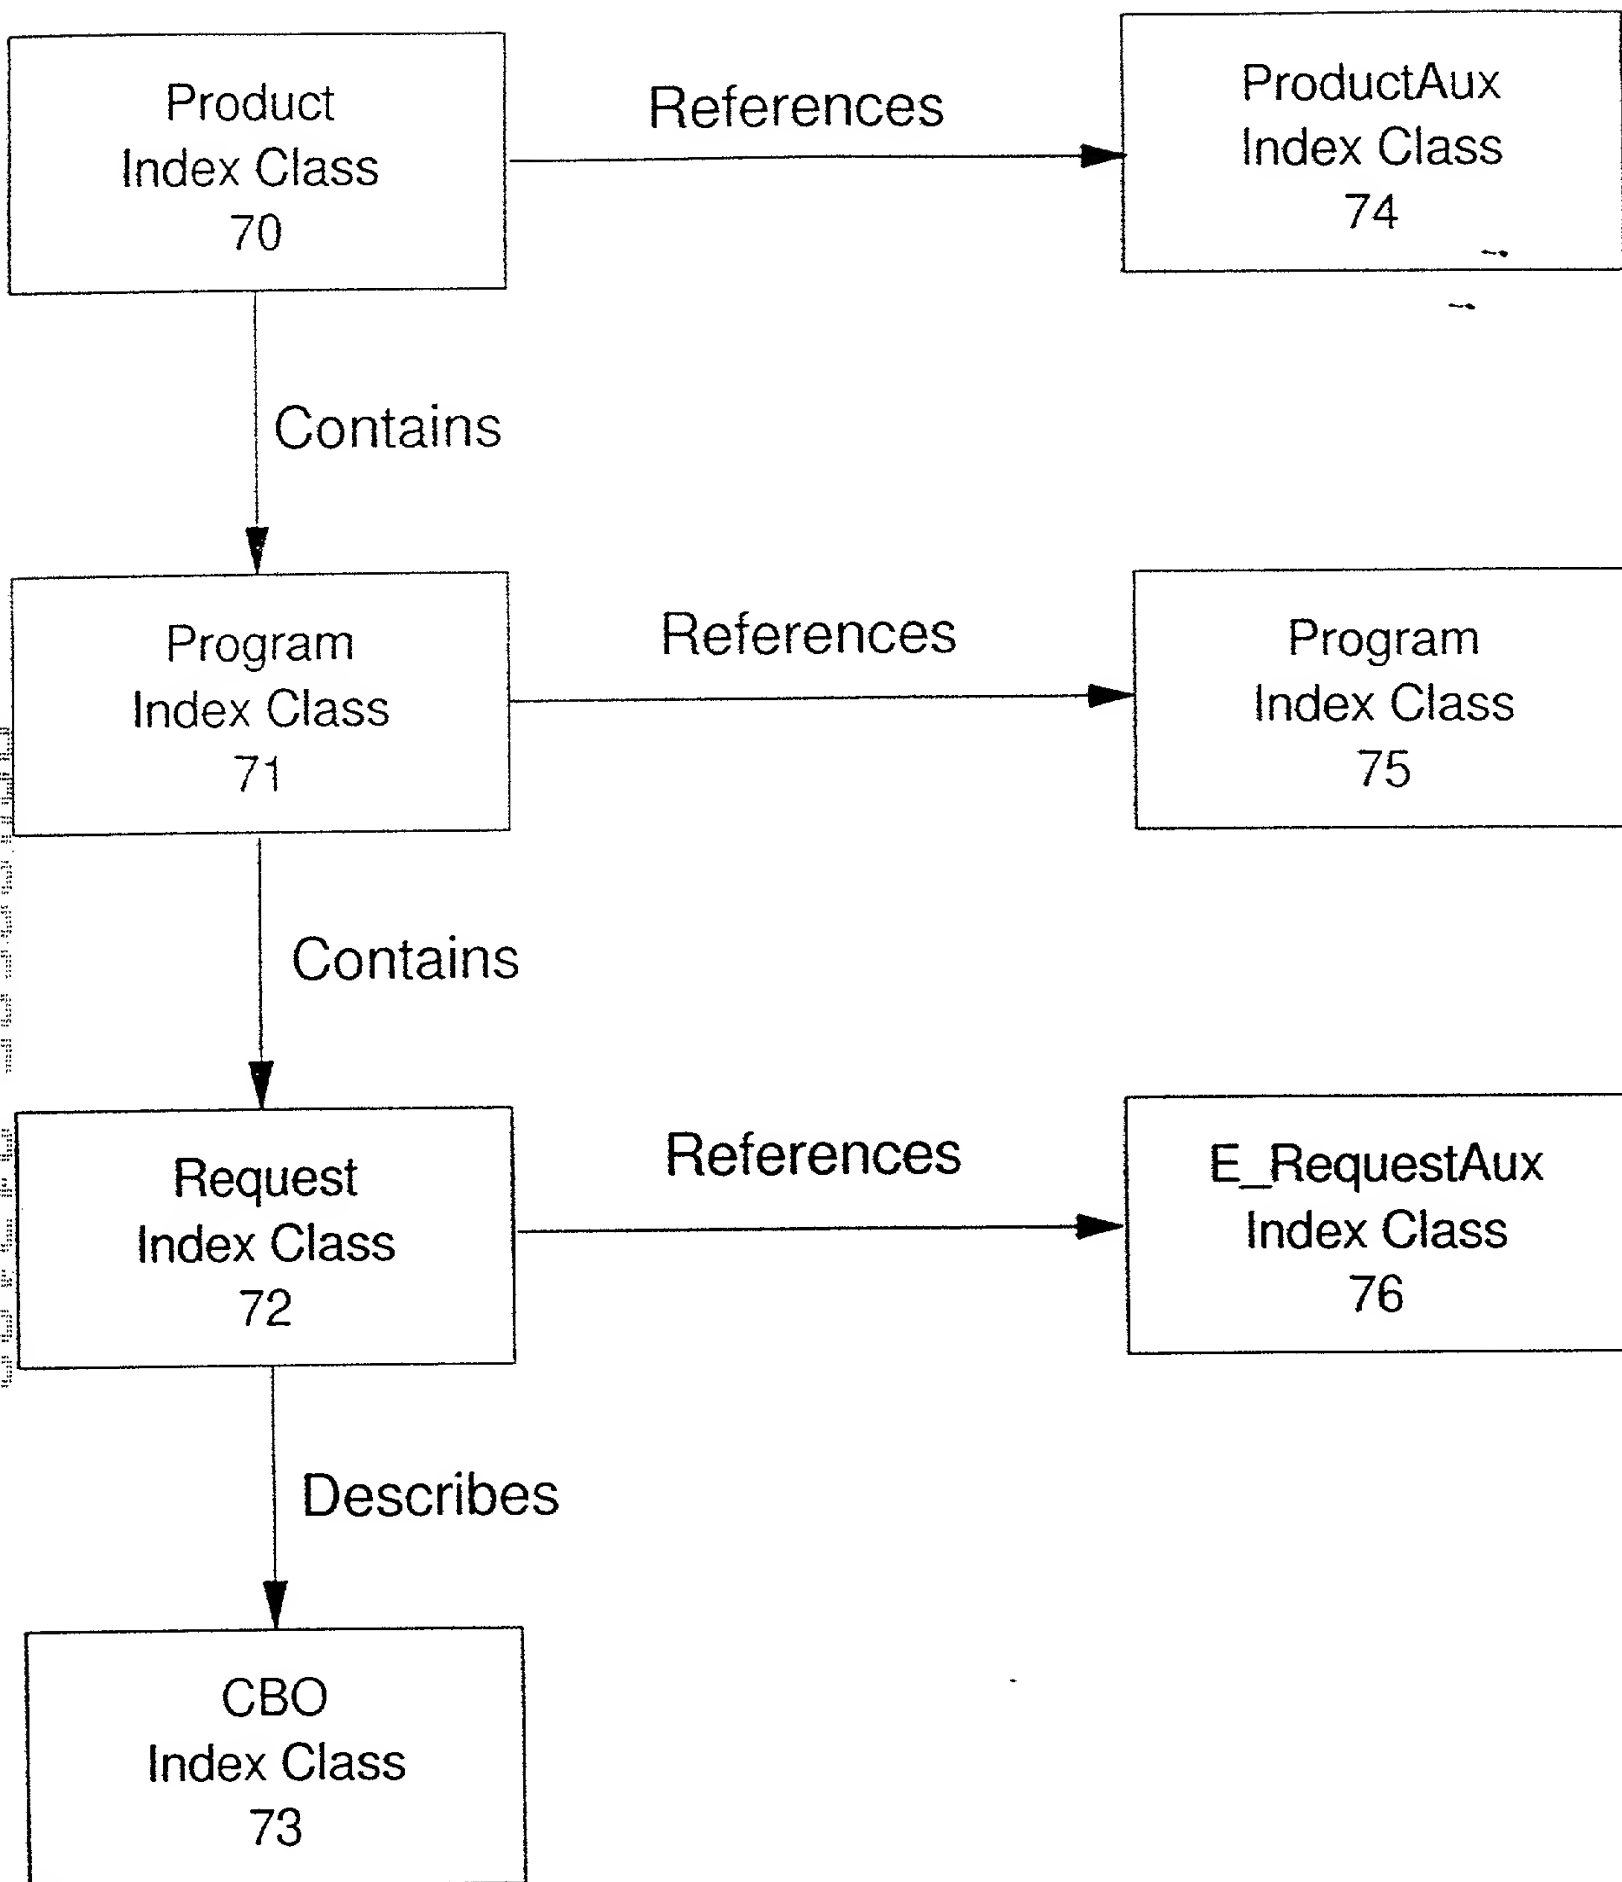 Product
Index Class
70
References
ProductAux
Index Class
74
Contains
Program
Index Class
71
References
Program
Index Class
75
Contains
Request
Index Class
72
References
E_RequestAux
Index Class
76
Describes
CBO
Index Class
73